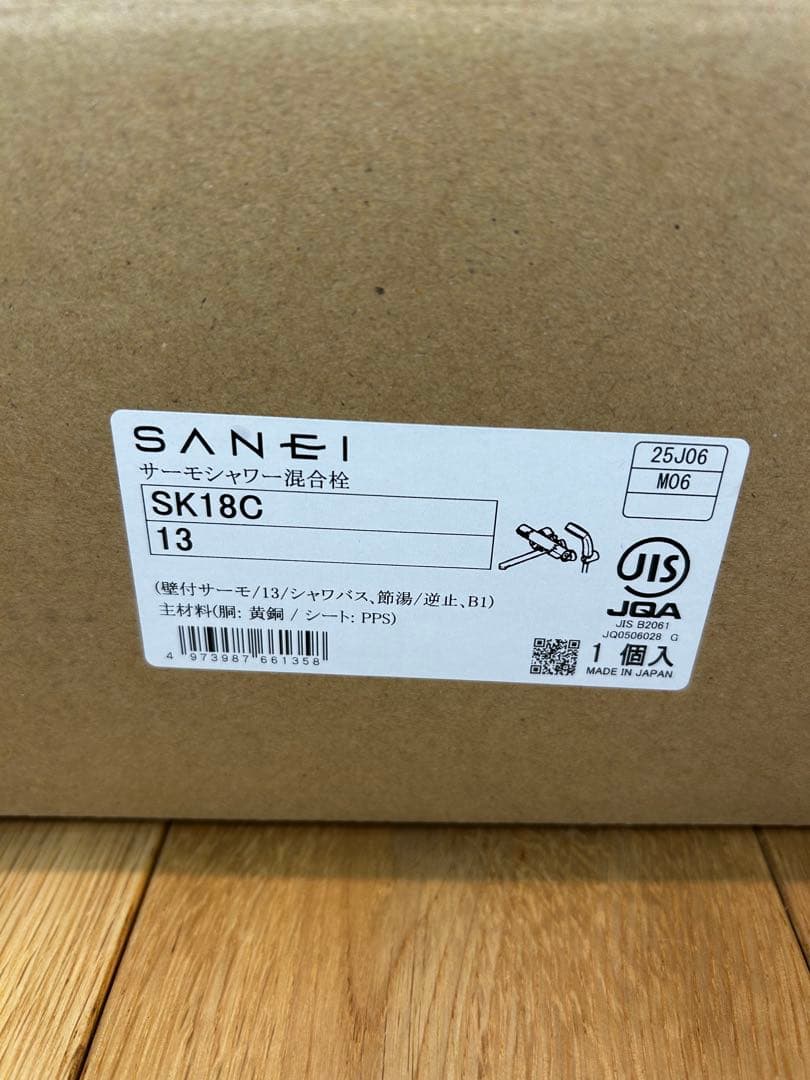 SANEI
サーモシャワー混合栓
SK18C
13
(壁付サーモ/13/シャワバス、節湯/逆止、B1)
主材料(胴: 黄銅 / シート: PPS)
4 973987 661358
25J06
M06
JIS
JQA
JIS B2061
JQ0506028 G
1 個入
MADE IN JAPAN